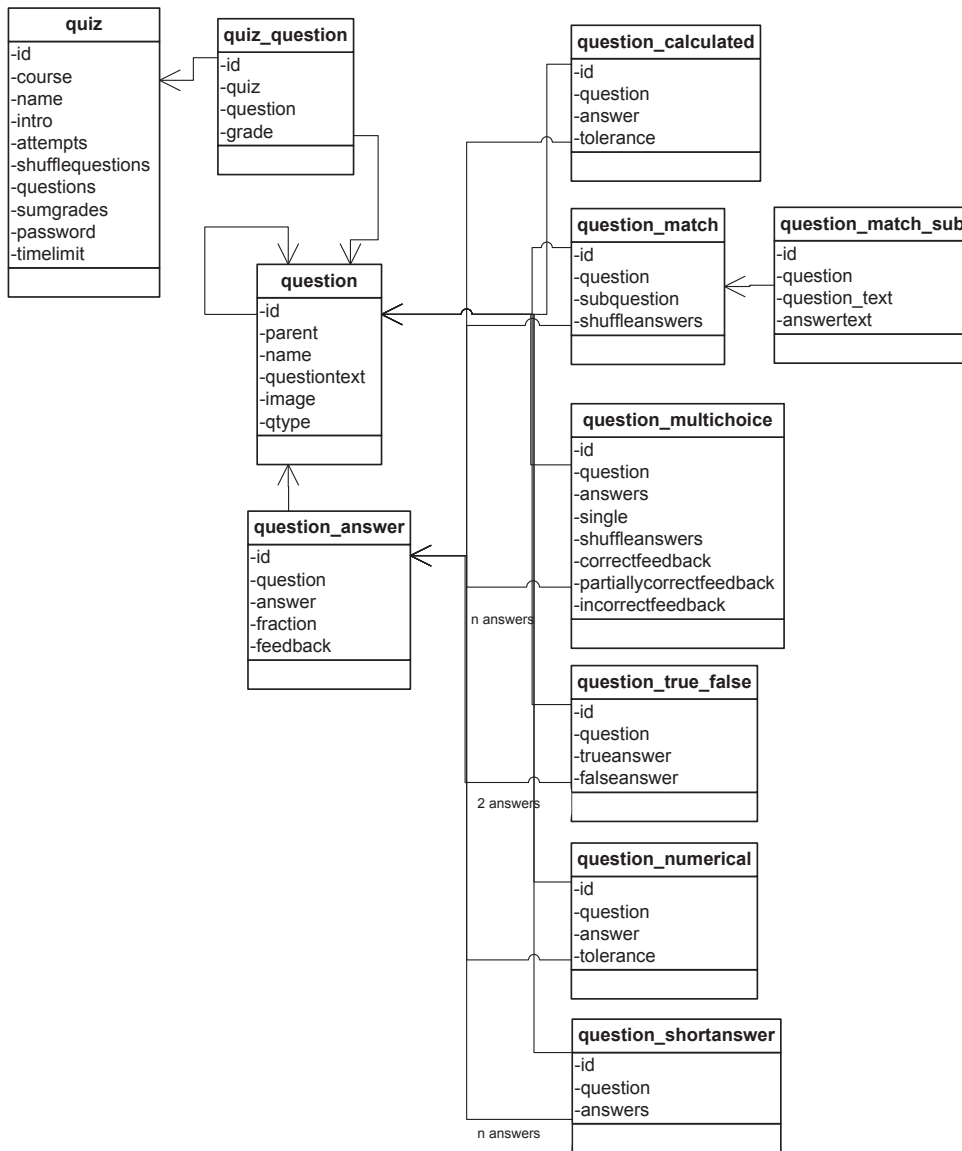 quiz
-id
-course
-name
-intro
-attempts
-shufflequestions
-questions
-sumgrades
-password
-timelimit
quiz_question
-id
-quiz
-question
-grade
question
-id
-parent
-name
-questiontext
-image
-qtype
question_answer
-id
-question
-answer
-fraction
-feedback
question_calculated
-id
-question
-answer
-tolerance
question_match
-id
-question
-subquestion
-shuffleanswers
question_match_sub
-id
-question
-question_text
-answertext
question_multichoice
-id
-question
-answers
-single
-shuffleanswers
-correctfeedback
-partiallycorrectfeedback
-incorrectfeedback
n answers
question_true_false
-id
-question
-trueanswer
-falseanswer
2 answers
question_numerical
-id
-question
-answer
-tolerance
question_shortanswer
-id
-question
-answers
n answers